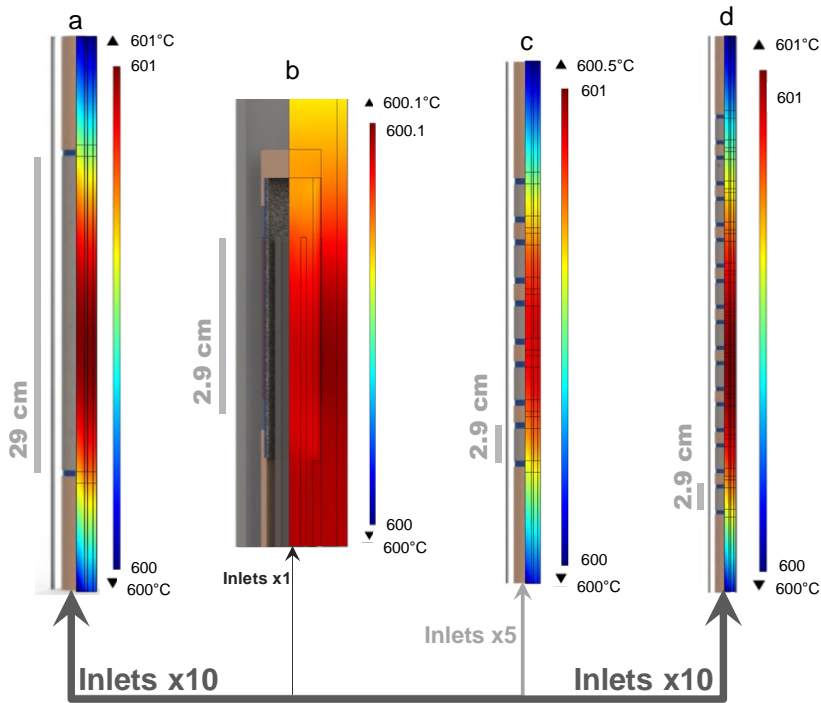 a
▲ 601°C
601
29 cm
600
▼ 600°C
b
▲ 600.1°C
600.1
2.9 cm
600
▼ 600°C
Inlets x1
c
▲ 600.5°C
601
2.9 cm
600
▼ 600°C
Inlets x5
d
▲ 601°C
601
2.9 cm
600
▼ 600°C
Inlets x10
Inlets x10